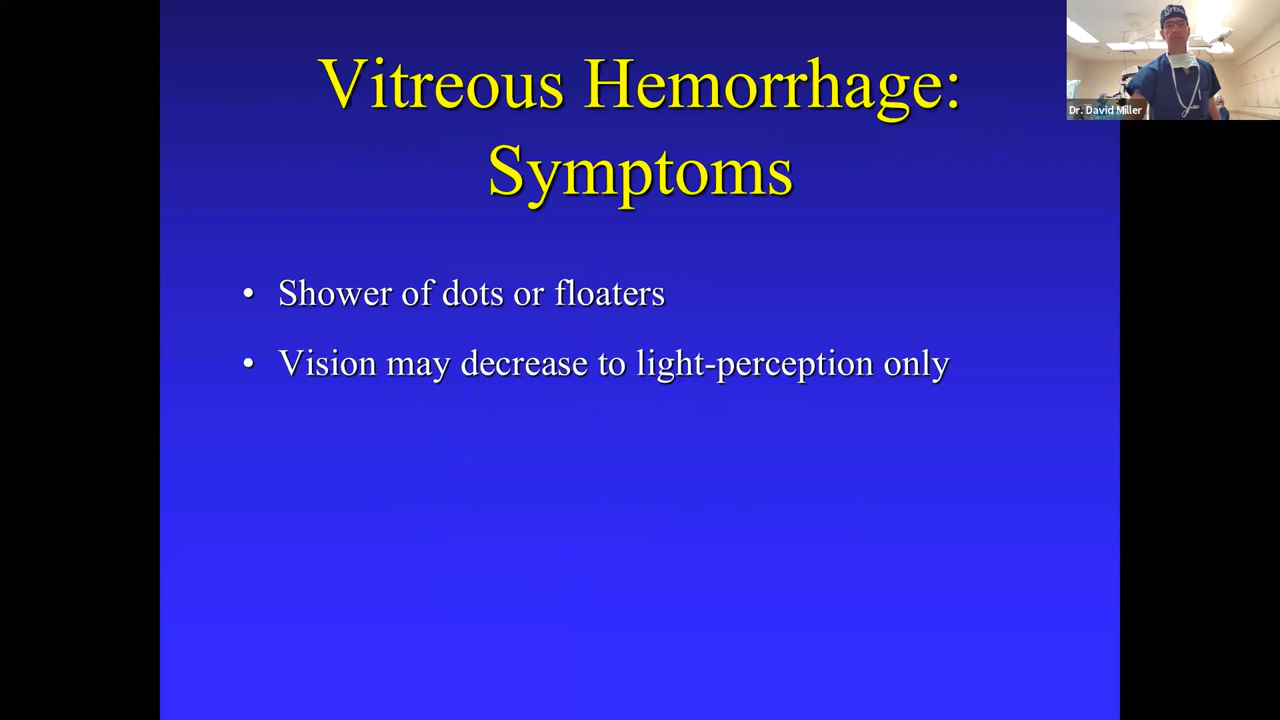 Vitreous Hemorrhage:
Symptoms
• Shower of dots or floaters
• Vision may decrease to light-perception only
Dr. David Miller